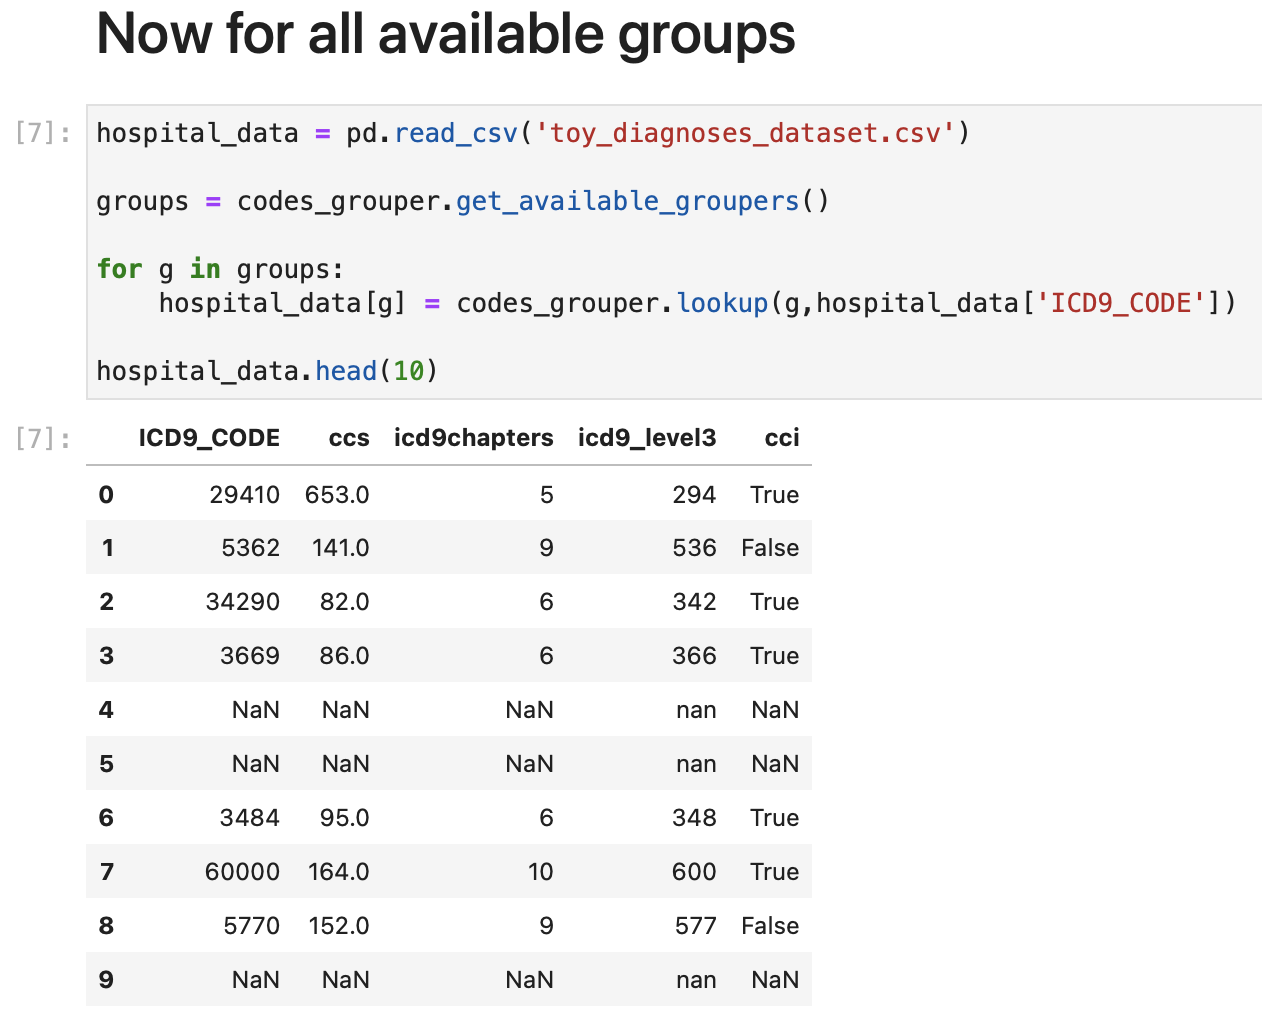 Now for all available groups
[7]: hospital_data = pd.read_csv('toy_diagnoses_dataset.csv')
groups = codes_grouper.get_available_groupers()
for g in groups:
    hospital_data[g] = codes_grouper.lookup(g,hospital_data['ICD9_CODE'])
hospital_data.head(10)
[7]: ICD9_CODE ccs icd9chapters icd9_level3 cci
0 29410 653.0 5 294 True
1 5362 141.0 9 536 False
2 34290 82.0 6 342 True
3 3669 86.0 6 366 True
4 NaN NaN NaN nan NaN
5 NaN NaN NaN nan NaN
6 3484 95.0 6 348 True
7 60000 164.0 10 600 True
8 5770 152.0 9 577 False
9 NaN NaN NaN nan NaN